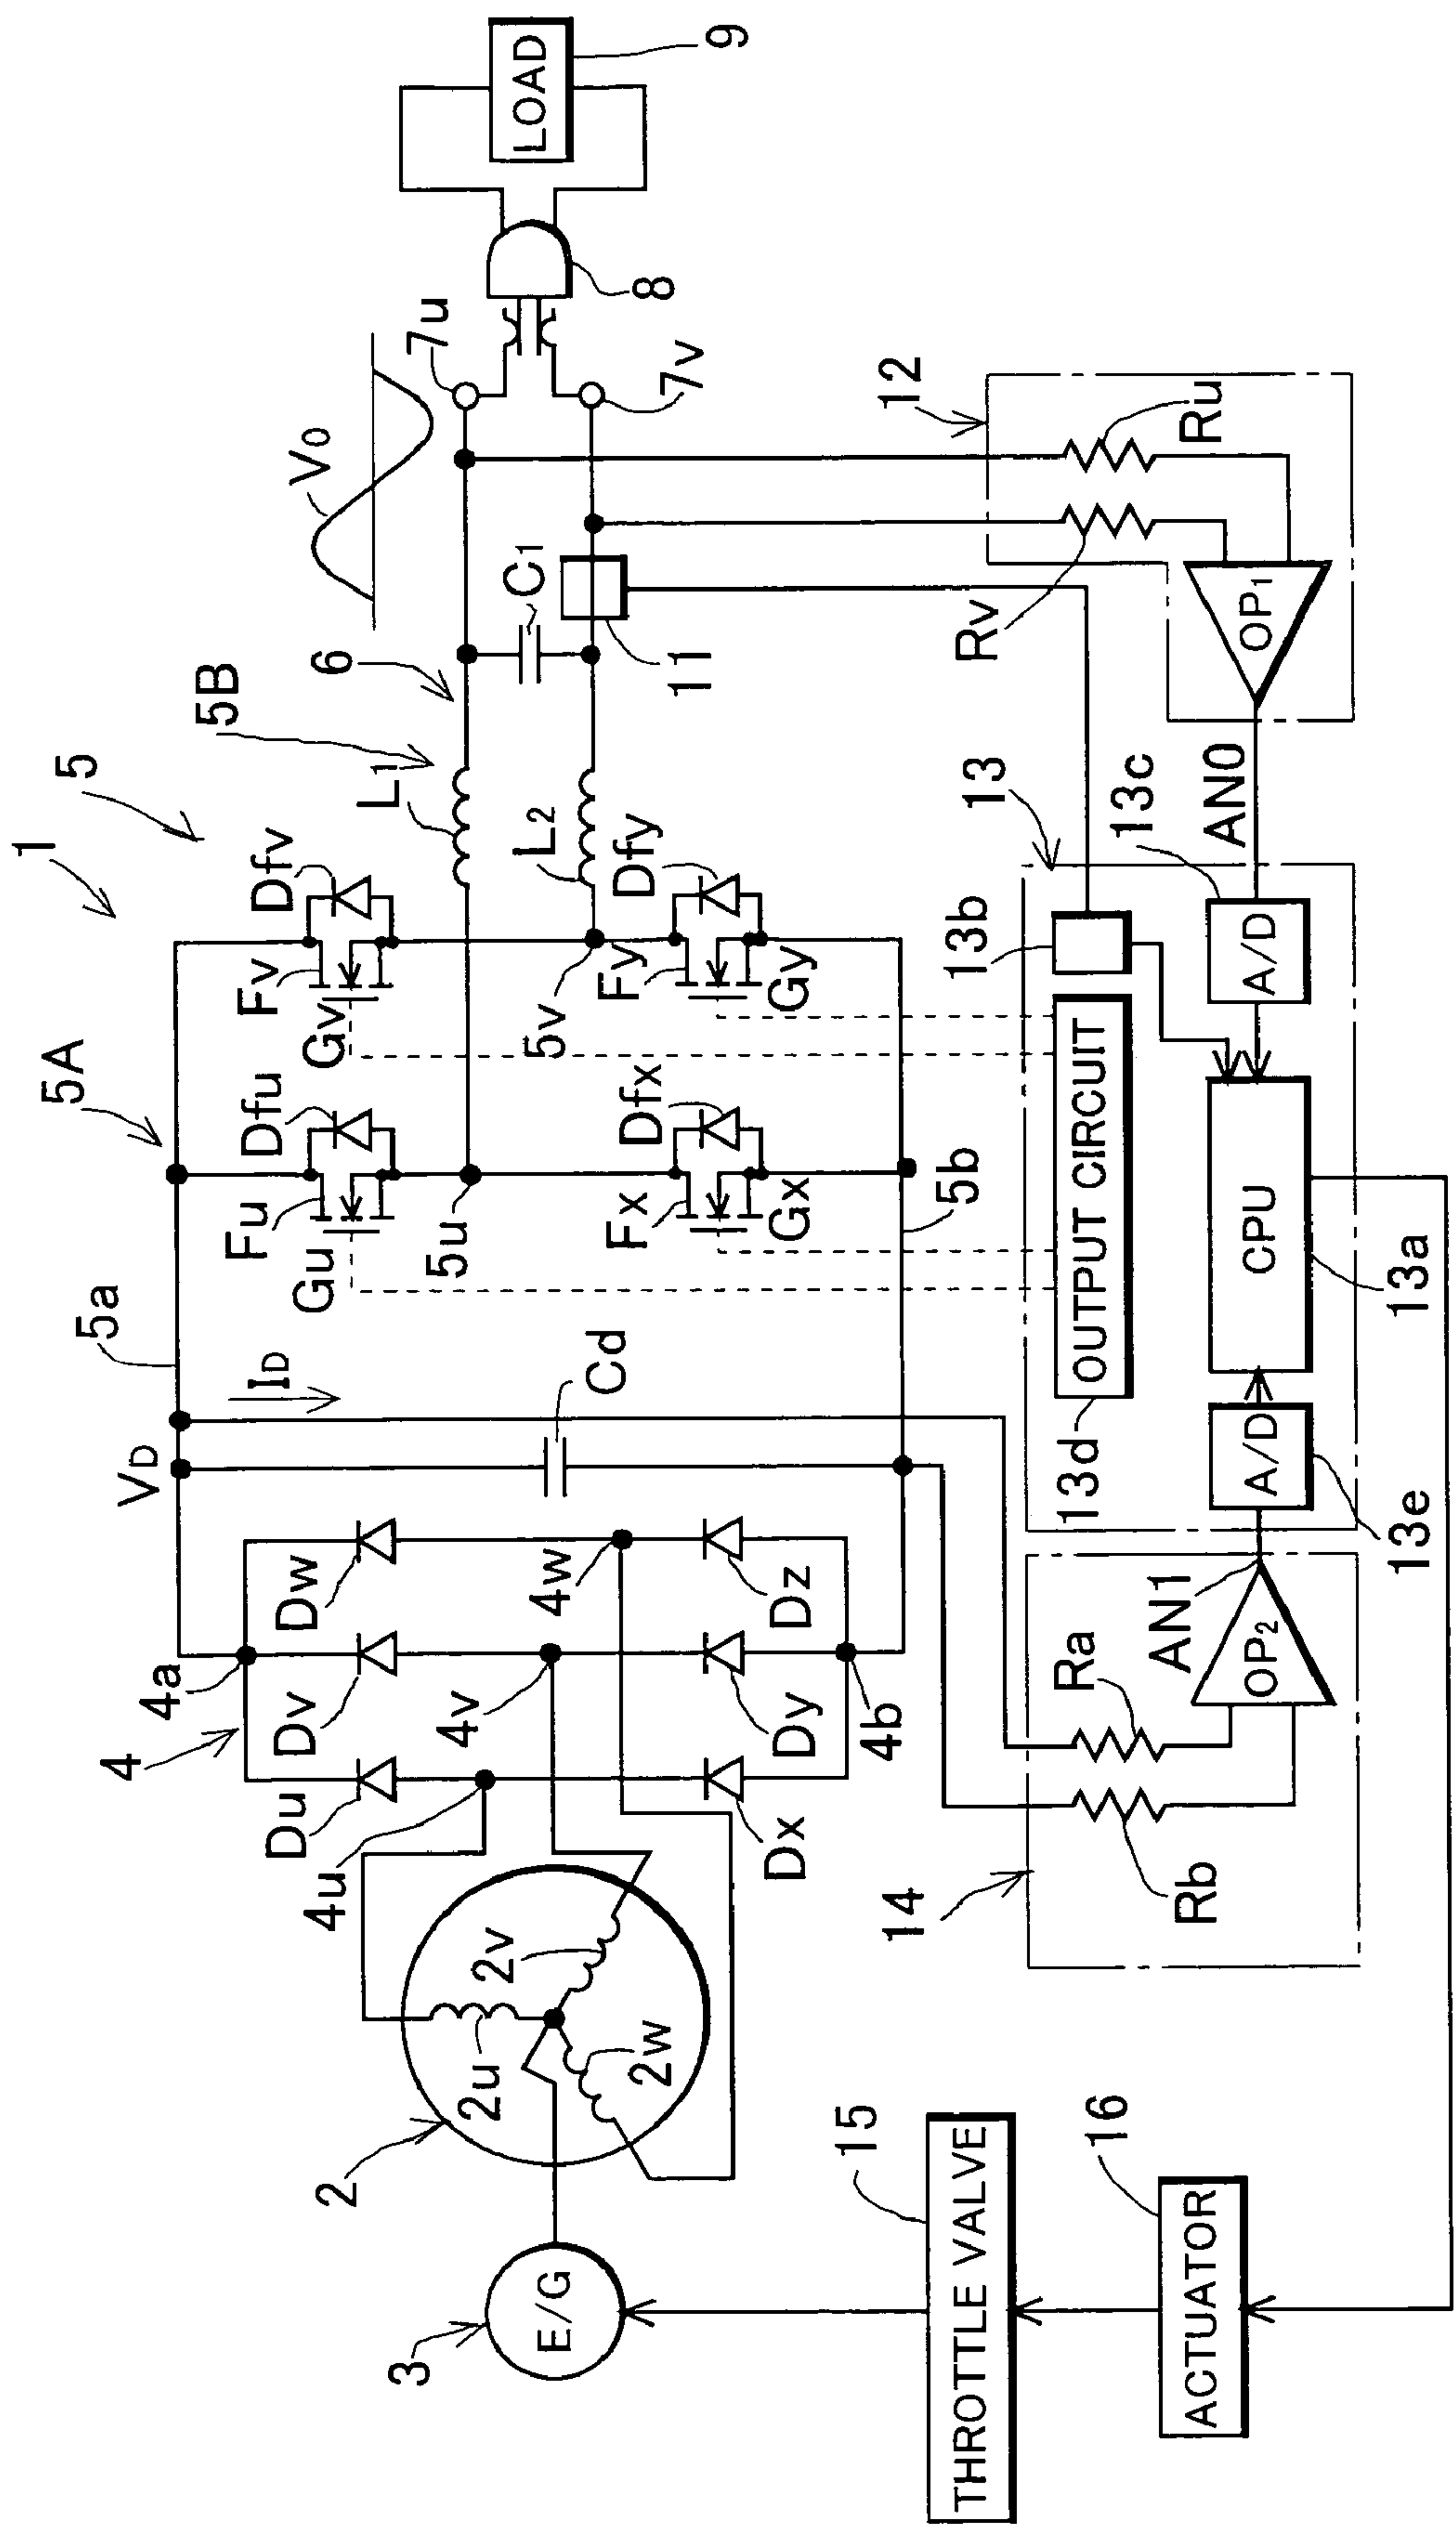 1
5
5A
5B
6
V0
7u
7v
8
LOAD
9
5a
VD
ID
4a
4
Du
Dv
Dw
4u
4v
4w
Dx
Dy
Dz
4b
Cd
Fu
Dfu
Gu
5u
Fv
Dfv
Gv
5v
Fx
Dfx
Gx
Fy
Dfy
Gy
5b
L1
L2
C1
11
2
2u
2v
2w
3
E/G
12
Ru
Rv
OP1
AN0
13
13b
13c
A/D
OUTPUT CIRCUIT
13d
CPU
13a
A/D
13e
14
Ra
Rb
OP2
AN1
15
THROTTLE VALVE
16
ACTUATOR